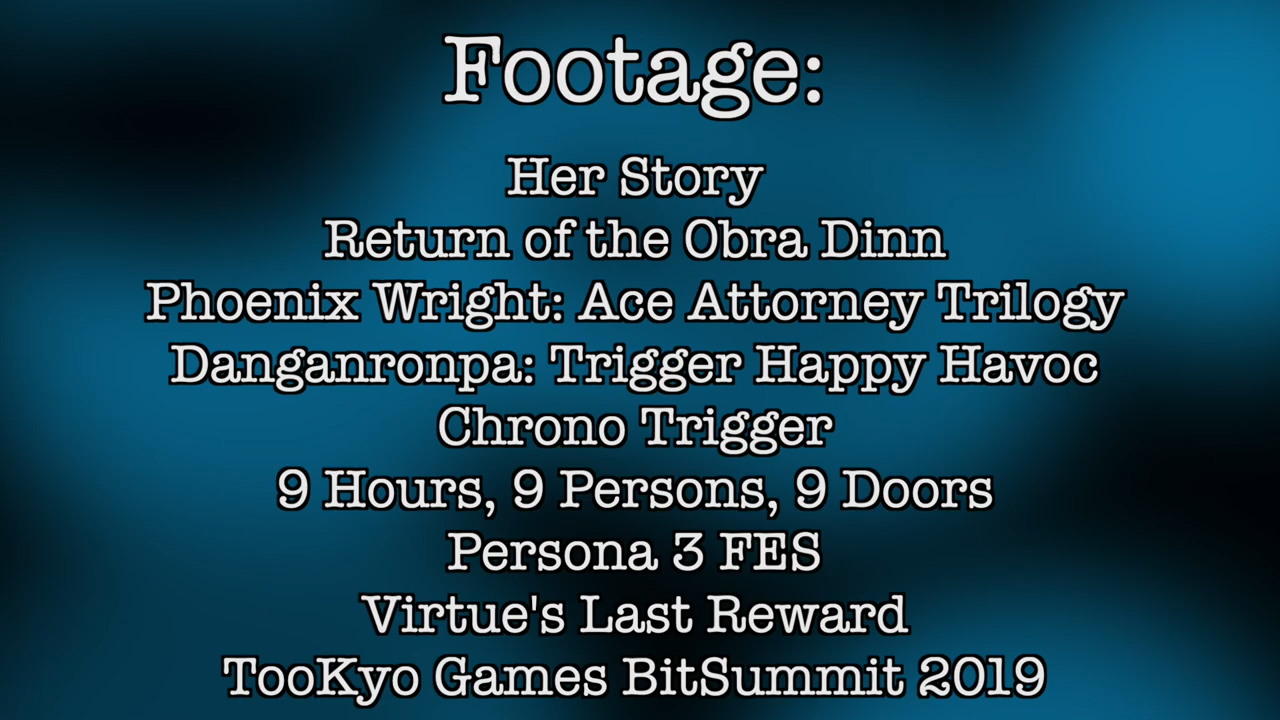 Footage:
Her Story
Return of the Obra Dinn
Phoenix Wright: Ace Attorney Trilogy
Danganronpa: Trigger Happy Havoc
Chrono Trigger
9 Hours, 9 Persons, 9 Doors
Persona 3 FES
Virtue's Last Reward
TooKyo Games BitSummit 2019